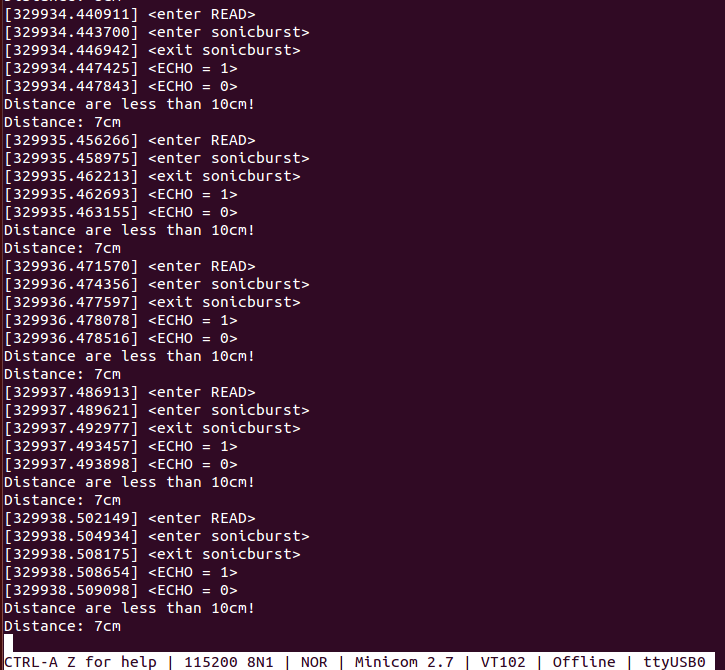 [329934.440911] <enter READ>
[329934.443700] <enter sonicburst>
[329934.446942] <exit sonicburst>
[329934.447425] <ECHO = 1>
[329934.447843] <ECHO = 0>
Distance are less than 10cm!
Distance: 7cm
[329935.456266] <enter READ>
[329935.458975] <enter sonicburst>
[329935.462213] <exit sonicburst>
[329935.462693] <ECHO = 1>
[329935.463155] <ECHO = 0>
Distance are less than 10cm!
Distance: 7cm
[329936.471570] <enter READ>
[329936.474356] <enter sonicburst>
[329936.477597] <exit sonicburst>
[329936.478078] <ECHO = 1>
[329936.478516] <ECHO = 0>
Distance are less than 10cm!
Distance: 7cm
[329937.486913] <enter READ>
[329937.489621] <enter sonicburst>
[329937.492977] <exit sonicburst>
[329937.493457] <ECHO = 1>
[329937.493898] <ECHO = 0>
Distance are less than 10cm!
Distance: 7cm
[329938.502149] <enter READ>
[329938.504934] <enter sonicburst>
[329938.508175] <exit sonicburst>
[329938.508654] <ECHO = 1>
[329938.509098] <ECHO = 0>
Distance are less than 10cm!
Distance: 7cm
CTRL-A Z for help | 115200 8N1 | NOR | Minicom 2.7 | VT102 | Offline | ttyUSB0